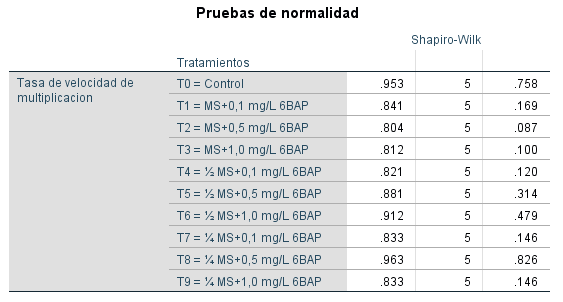 Pruebas de normalidad
Shapiro-Wilk
Tratamientos
Tasa de velocidad de multiplicacion T0 = Control .953 5 .758
T1 = MS+0,1 mg/L 6BAP .841 5 .169
T2 = MS+0,5 mg/L 6BAP .804 5 .087
T3 = MS+1,0 mg/L 6BAP .812 5 .100
T4 = ½ MS+0,1 mg/L 6BAP .821 5 .120
T5 = ½ MS+0,5 mg/L 6BAP .881 5 .314
T6 = ½ MS+1,0 mg/L 6BAP .912 5 .479
T7 = ¼ MS+0,1 mg/L 6BAP .833 5 .146
T8 = ¼ MS+0,5 mg/L 6BAP .963 5 .826
T9 = ¼ MS+1,0 mg/L 6BAP .833 5 .146